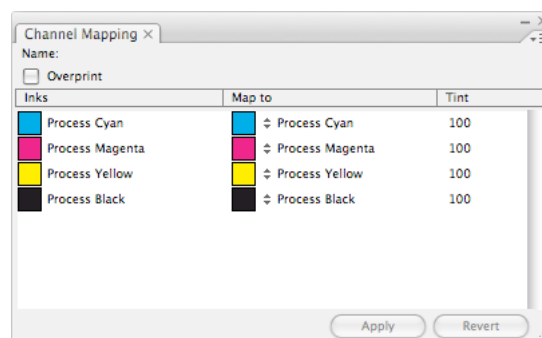 Channel Mapping ×
Name:
Overprint
Inks Map to Tint
Process Cyan Process Cyan 100
Process Magenta Process Magenta 100
Process Yellow Process Yellow 100
Process Black Process Black 100
Apply Revert